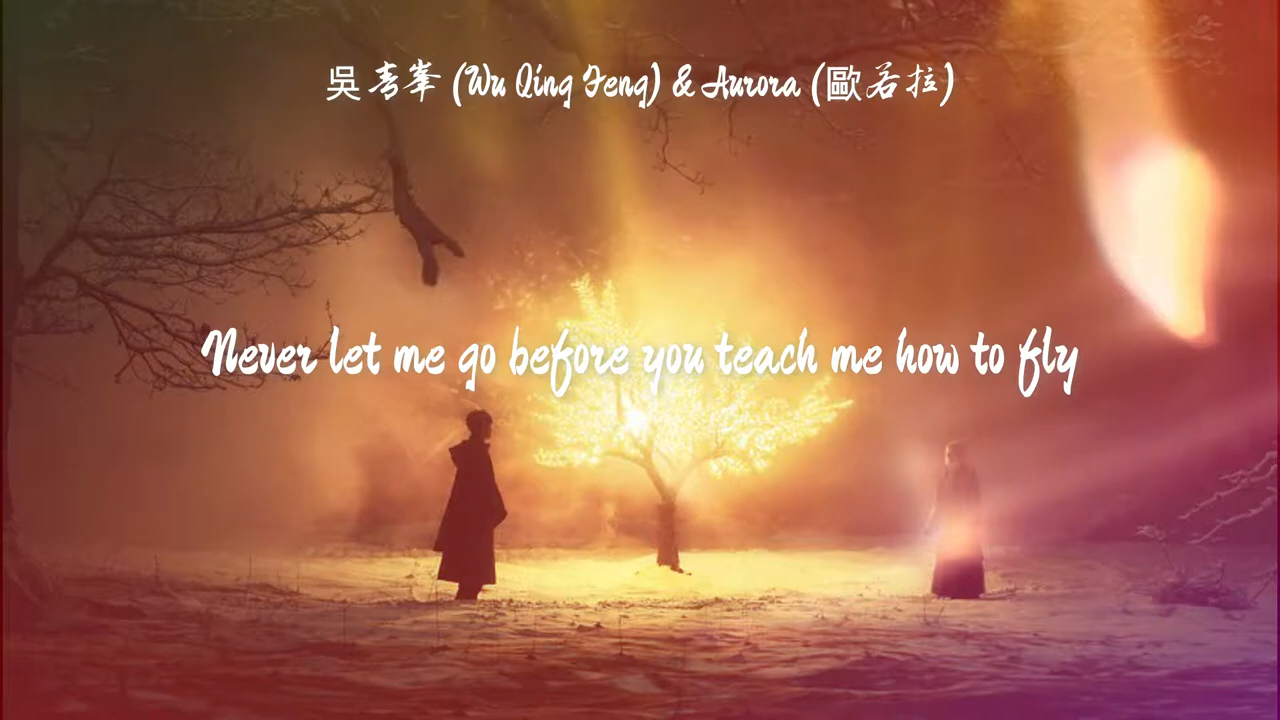 吳青峯 (Wu Qing Feng) & Aurora (歐若拉)
Never let me go before you teach me how to fly